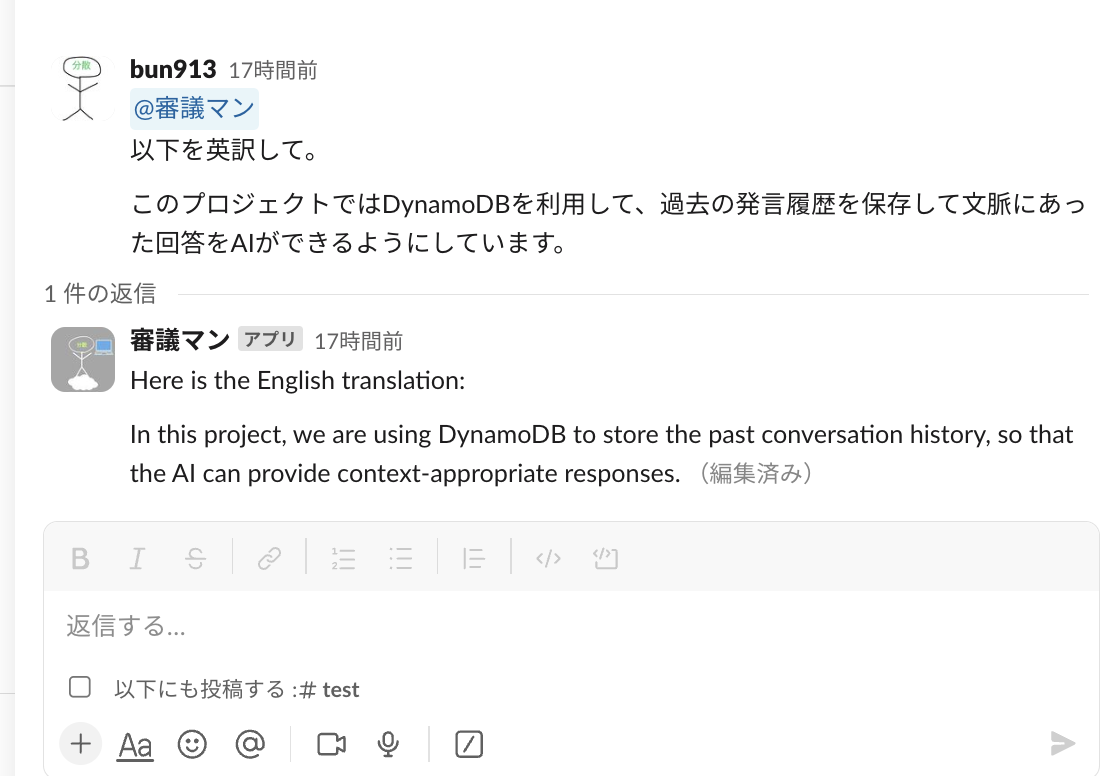 分散
bun913 17時間前
@審議マン
以下を英訳して。
このプロジェクトではDynamoDBを利用して、過去の発言履歴を保存して文脈にあっ
た回答をAIができるようにしています。
1 件の返信
分散
審議マン アプリ 17時間前
Here is the English translation:
In this project, we are using DynamoDB to store the past conversation history, so that
the AI can provide context-appropriate responses. （編集済み）
返信する...
以下にも投稿する :# test
Aa